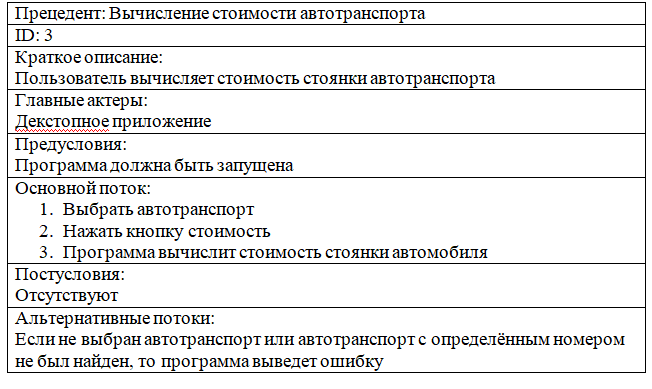 Прецедент: Вычисление стоимости автотранспорта
ID: 3
Краткое описание:
Пользователь вычисляет стоимость стоянки автотранспорта
Главные актеры:
Декстопное приложение
Предусловия:
Программа должна быть запущена
Основной поток:
1. Выбрать автотранспорт
2. Нажать кнопку стоимость
3. Программа вычислит стоимость стоянки автомобиля
Постусловия:
Отсутствуют
Альтернативные потоки:
Если не выбран автотранспорт или автотранспорт с определённым номером
не был найден, то программа выведет ошибку